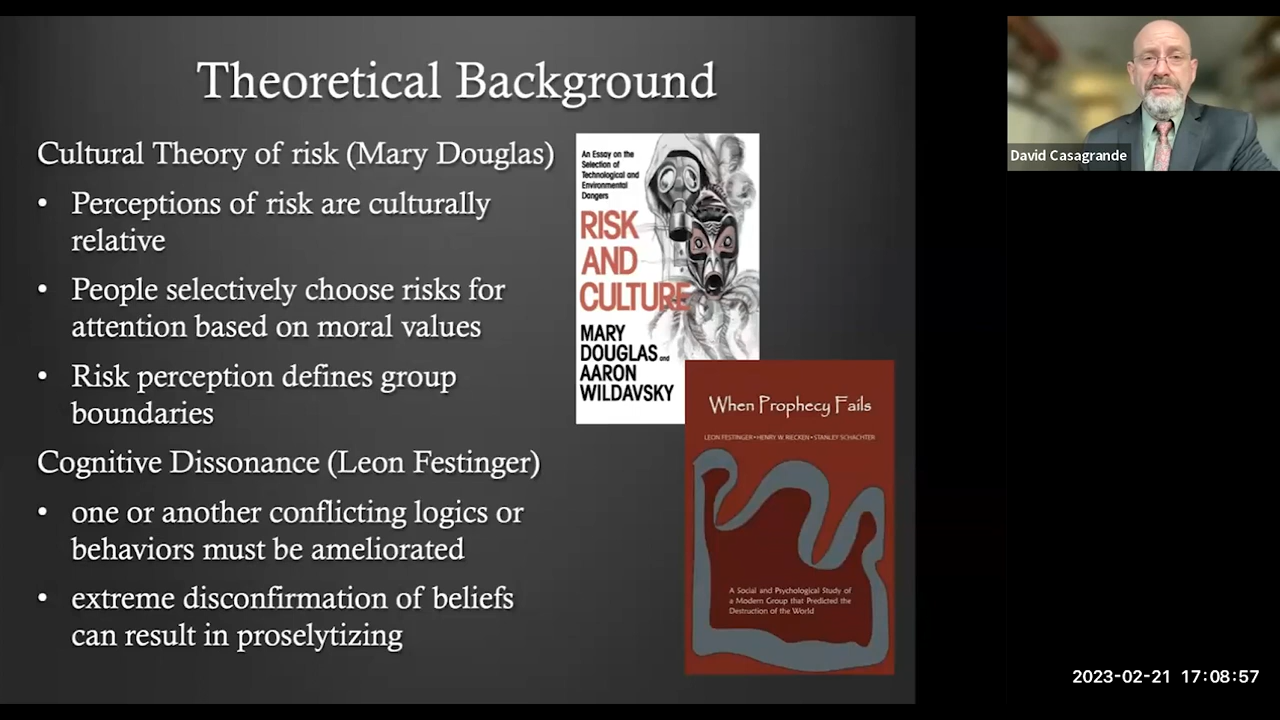 Theoretical Background
Cultural Theory of risk (Mary Douglas)
• Perceptions of risk are culturally
relative
• People selectively choose risks for
attention based on moral values
• Risk perception defines group
boundaries
Cognitive Dissonance (Leon Festinger)
• one or another conflicting logics or
behaviors must be ameliorated
• extreme disconfirmation of beliefs
can result in proselytizing
An Essay on the
Selection of
Technological and
Environmental
Dangers
RISK
AND
CULTURE
MARY
DOUGLAS and
AARON
WILDAVSKY
When Prophecy Fails
LEON FESTINGER • HENRY W. RIECKEN • STANLEY SCHACHTER
A Social and Psychological Study of
a Modern Group that Predicted the
Destruction of the World
David Casagrande
2023-02-21 17:08:57